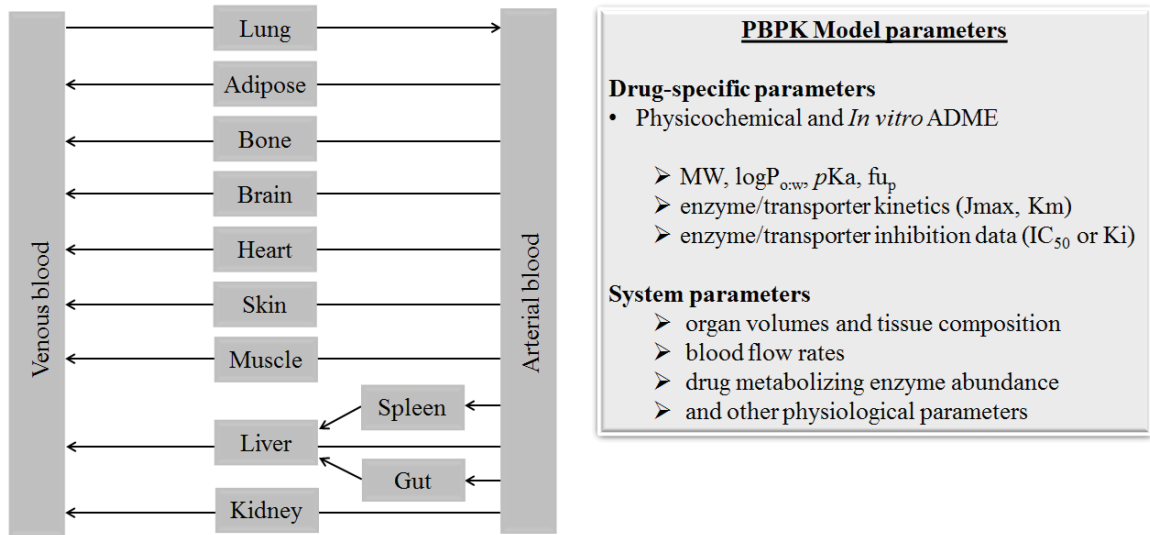 Venous blood
Lung
Adipose
Bone
Brain
Heart
Skin
Muscle
Spleen
Liver
Gut
Kidney
Arterial blood
PBPK Model parameters
Drug-specific parameters
• Physicochemical and In vitro ADME
➢ MW, logPo:w, pKa, fup
➢ enzyme/transporter kinetics (Jmax, Km)
➢ enzyme/transporter inhibition data (IC50 or Ki)
System parameters
➢ organ volumes and tissue composition
➢ blood flow rates
➢ drug metabolizing enzyme abundance
➢ and other physiological parameters